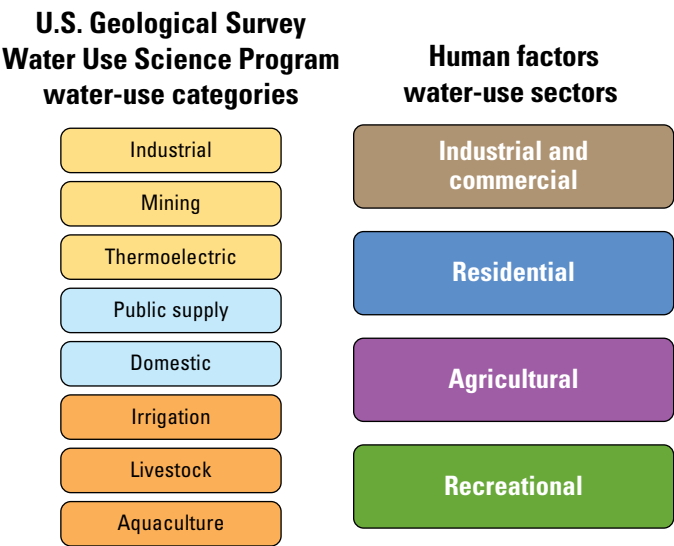 U.S. Geological Survey
Water Use Science Program
water-use categories
Industrial
Mining
Thermoelectric
Public supply
Domestic
Irrigation
Livestock
Aquaculture
Human factors
water-use sectors
Industrial and
commercial
Residential
Agricultural
Recreational